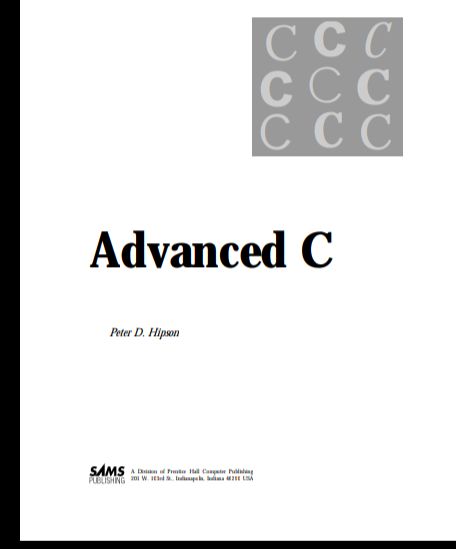 C C C
C C C
C C C
Advanced C
Peter D. Hipson
SAMS
PUBLISHING
A Division of Prentice Hall Computer Publishing
201 W. 103rd St., Indianapolis, Indiana 46290 USA